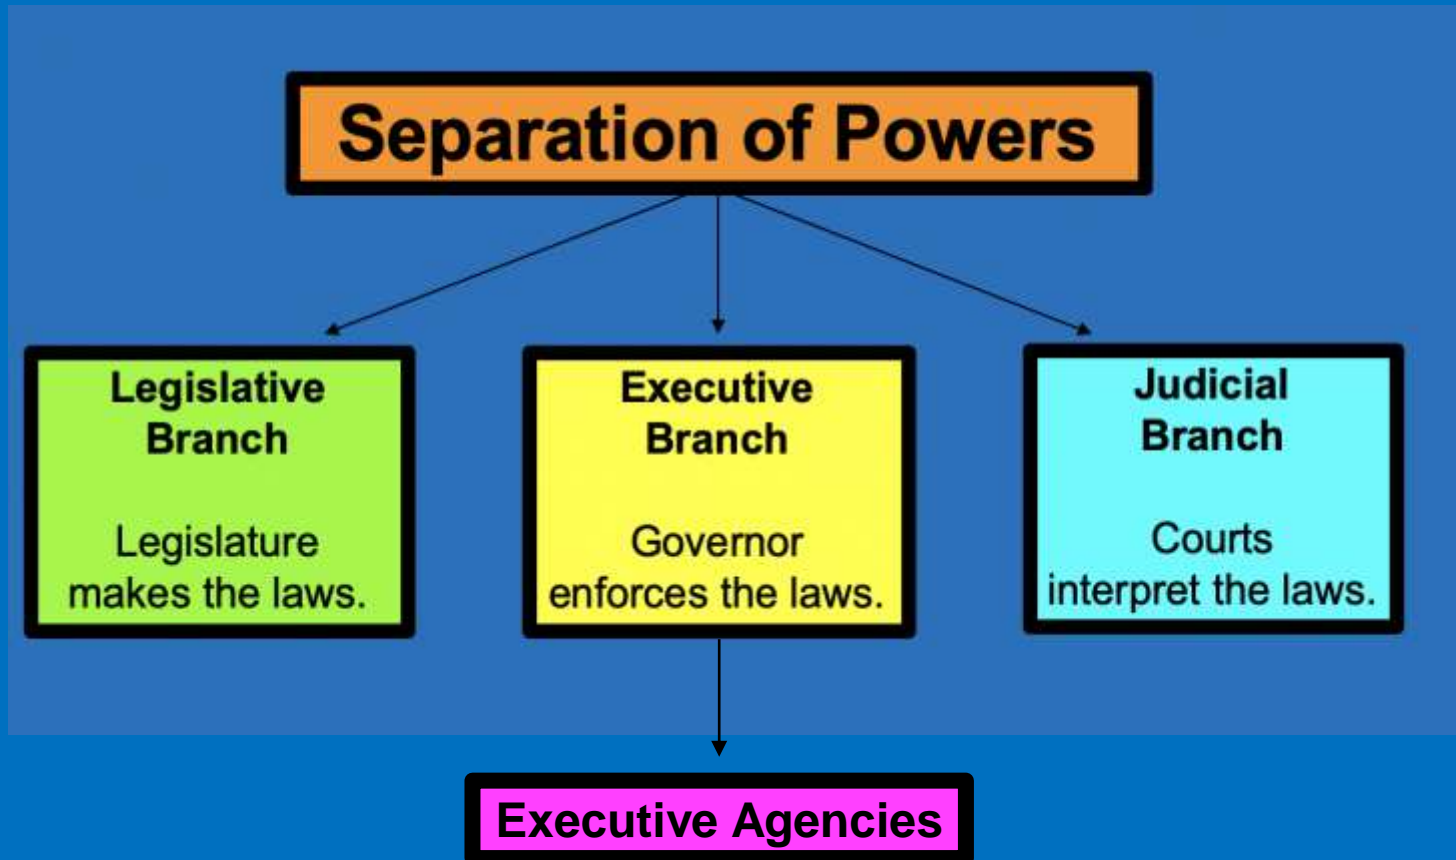 Separation of Powers
Legislative
Branch
Legislature
makes the laws.
Executive
Branch
Governor
enforces the laws.
Judicial
Branch
Courts
interpret the laws.
Executive Agencies